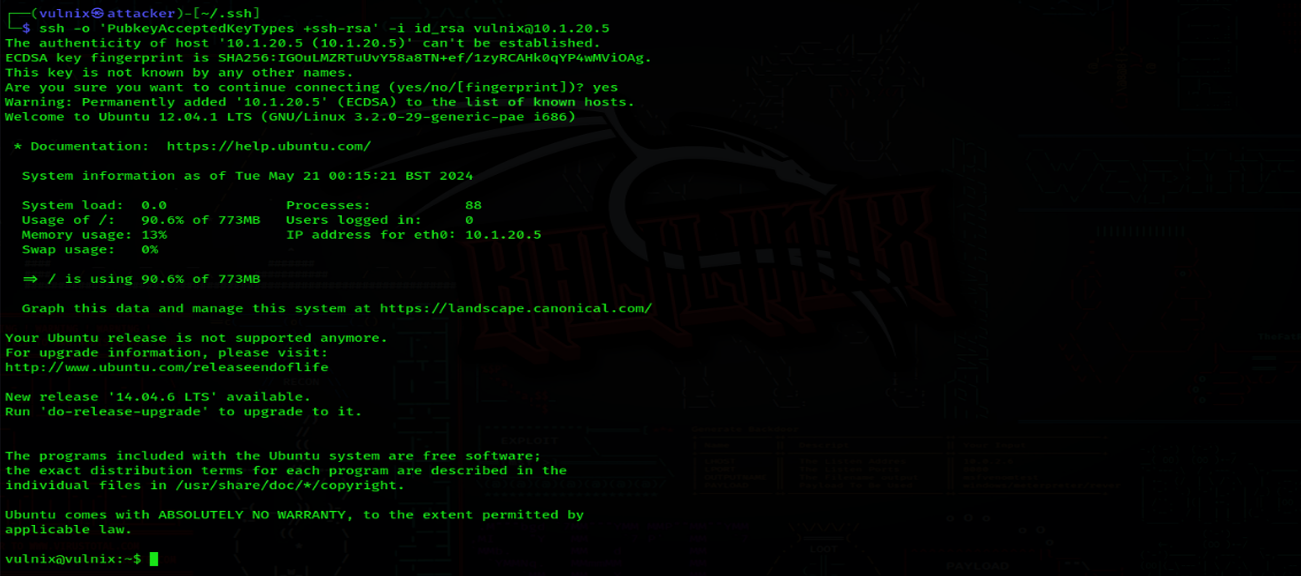 ┌──(vulnix㉿attacker)-[~/.ssh]
└─$ ssh -o 'PubkeyAcceptedKeyTypes +ssh-rsa' -i id_rsa vulnix@10.1.20.5
The authenticity of host '10.1.20.5 (10.1.20.5)' can't be established.
ECDSA key fingerprint is SHA256:IGOuLMZRTuUvY58a8TN+ef/1zyRCAHk0qYP4wMViOAg.
This key is not known by any other names.
Are you sure you want to continue connecting (yes/no/[fingerprint])? yes
Warning: Permanently added '10.1.20.5' (ECDSA) to the list of known hosts.
Welcome to Ubuntu 12.04.1 LTS (GNU/Linux 3.2.0-29-generic-pae i686)
* Documentation:  https://help.ubuntu.com/
System information as of Tue May 21 00:15:21 BST 2024
System load:  0.0                Processes:           88
Usage of /:   90.6% of 773MB   Users logged in:     0
Memory usage: 13%              IP address for eth0: 10.1.20.5
Swap usage:   0%
⇒ / is using 90.6% of 773MB
Graph this data and manage this system at https://landscape.canonical.com/
Your Ubuntu release is not supported anymore.
For upgrade information, please visit:
http://www.ubuntu.com/releaseendoflife
New release '14.04.6 LTS' available.
Run 'do-release-upgrade' to upgrade to it.
The programs included with the Ubuntu system are free software;
the exact distribution terms for each program are described in the
individual files in /usr/share/doc/*/copyright.
Ubuntu comes with ABSOLUTELY NO WARRANTY, to the extent permitted by
applicable law.
vulnix@vulnix:~$
KALI LINUX
EXPLOIT
ROOT
PAYLOAD